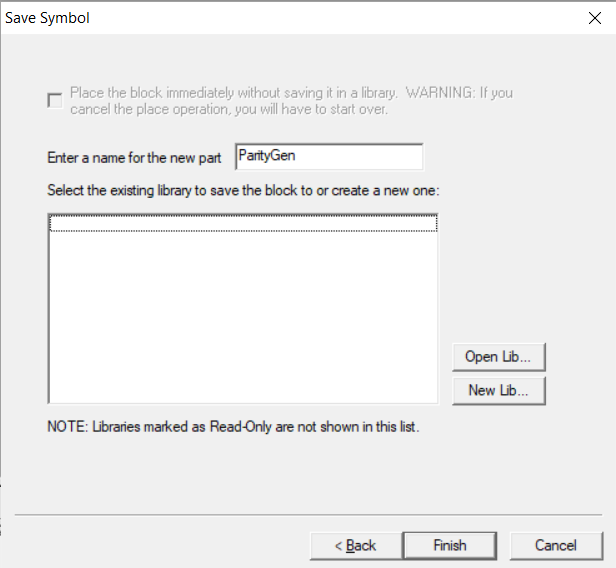 Save Symbol
Place the block immediately without saving it in a library.  WARNING: If you
cancel the place operation, you will have to start over.
Enter a name for the new part
ParityGen
Select the existing library to save the block to or create a new one:
Open Lib...
New Lib...
NOTE: Libraries marked as Read-Only are not shown in this list.
< Back
Finish
Cancel